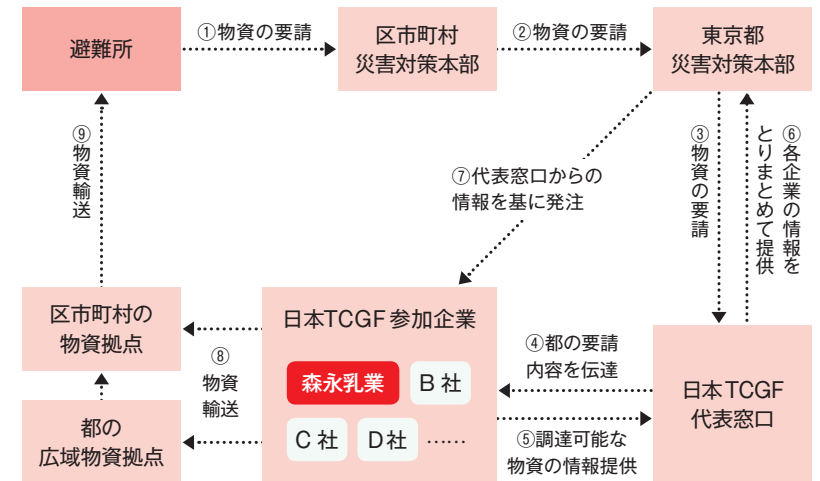 避難所
①物資の要請
区市町村
災害対策本部
②物資の要請
東京都
災害対策本部
③物資の要請
⑥各企業の情報を
とりまとめて提供
⑦代表窓口からの
情報を基に発注
⑨物資輸送
区市町村の
物資拠点
都の
広域物資拠点
⑧
物資
輸送
日本TCGF参加企業
森永乳業
B社
C社
D社
……
④都の要請
内容を伝達
⑤調達可能な
物資の情報提供
日本TCGF
代表窓口